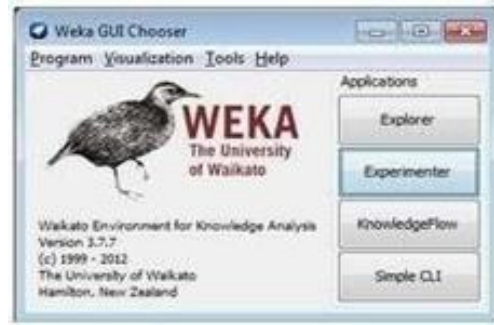 Weka GUI Chooser
Program Visualization Tools Help
Applications
WEKA
The University
of Waikato
Explorer
Experimenter
KnowledgeFlow
Simple CLI
Waikato Environment for Knowledge Analysis
Version 3.7.7
(c) 1999 - 2012
The University of Waikato
Hamilton, New Zealand